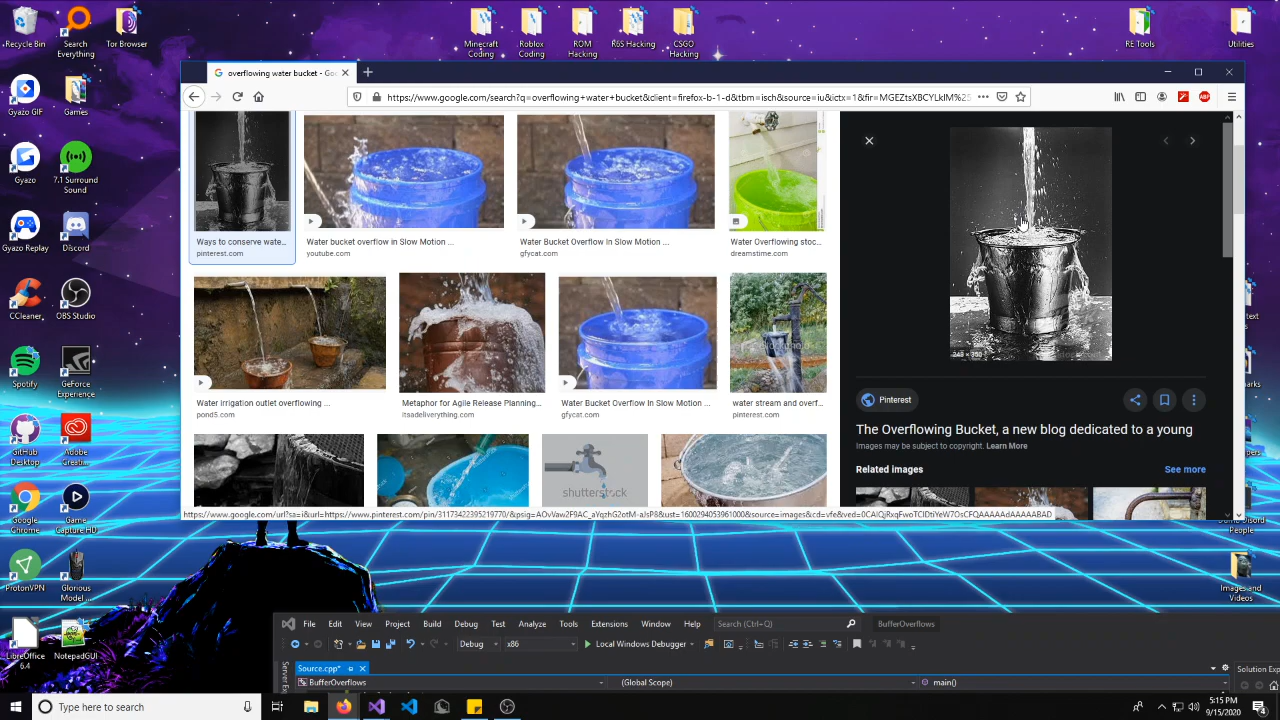 Recycle Bin
Search Everything
Tor Browser
Minecraft Coding
Roblox Coding
ROM Hacking
R6S Hacking
CSGO Hacking
RE Tools
Utilities
overflowing water bucket - Goo
https://www.google.com/search?q=overflowing+water+bucket&client=firefox-b-1-d&tbm=isch&source=iu&ictx=1&fir=MGEZtsXBCYLkIM%25
ABP
Gyazo GIF
Games
Gyazo
7.1 Surround Sound
Gyazo Replay
Discord
CCleaner
OBS Studio
Spotify
GeForce Experience
GitHub Desktop
Adobe Creati...
Google Chrome
Game Capture HD
ProtonVPN
Glorious Model ...
LibreOffice 6.4
NotepadGUI
Ways to conserve wate...
pinterest.com
Water bucket overflow in Slow Motion ...
youtube.com
Water Bucket Overflow In Slow Motion ...
gfycat.com
Water Overflowing stoc...
dreamstime.com
Water irrigation outlet overflowing ...
pond5.com
Metaphor for Agile Release Planning...
itsadeliverything.com
Water Bucket Overflow In Slow Motion ...
gfycat.com
water stream and overf...
pinterest.com
shutterstock
Pinterest
The Overflowing Bucket, a new blog dedicated to a young
Images may be subject to copyright. Learn More
Related images
See more
Images and Videos
File Edit View Project Build Debug Test Analyze Tools Extensions Window Help
Search (Ctrl+Q)
BufferOverflows
Debug
x86
Local Windows Debugger
Server Ex
Source.cpp*
Solution Exp
BufferOverflows
(Global Scope)
main()
Type here to search
5:15 PM
9/15/2020
4